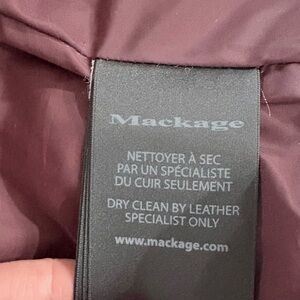 Mackage
NETTOYER À SEC
PAR UN SPÉCIALISTE
DU CUIR SEULEMENT
DRY CLEAN BY LEATHER
SPECIALIST ONLY
www.mackage.com